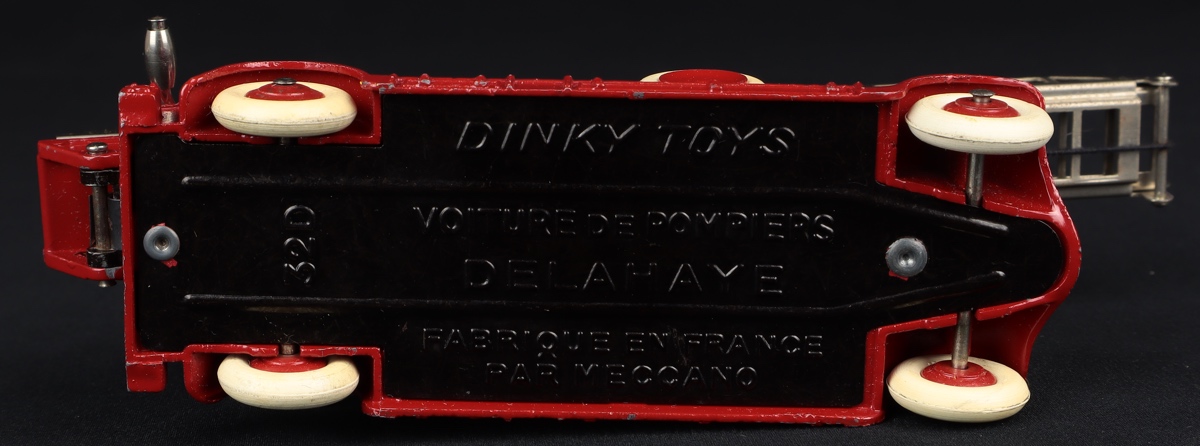 DINKY TOYS
VOITURE DE POMPIERS
DELAHAYE
32D
FABRIQUE EN FRANCE
PAR MECCANO